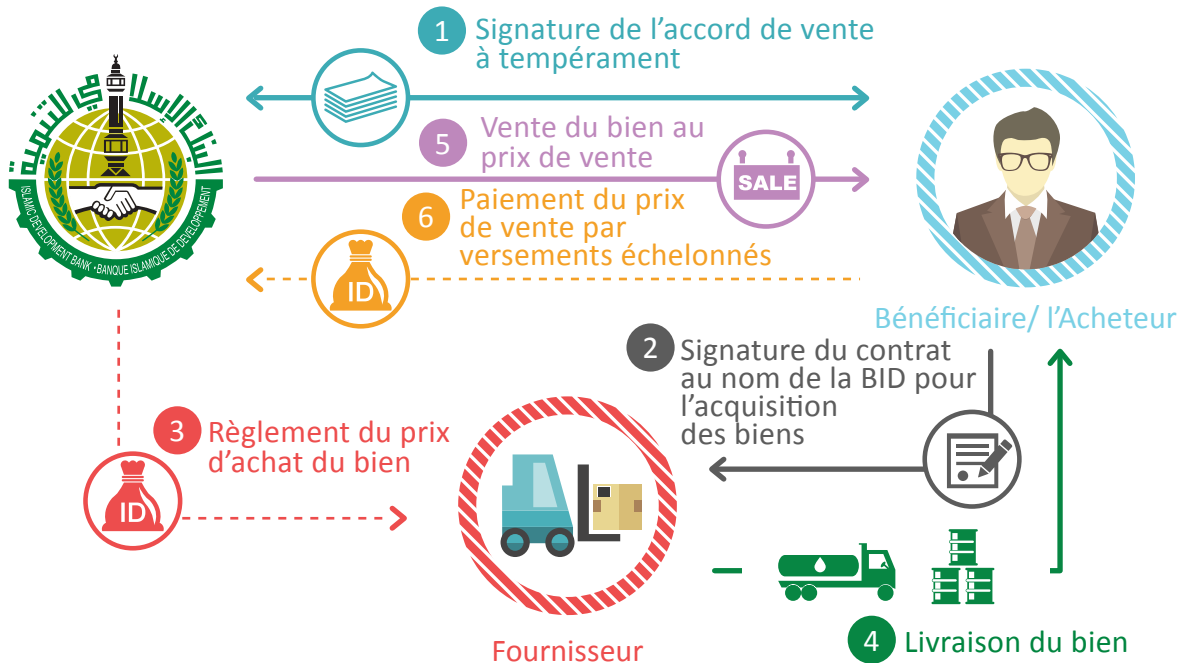 1 Signature de l’accord de vente
à tempérament
البنك الإسلامي للتنمية
ISLAMIC DEVELOPMENT BANK • BANQUE ISLAMIQUE DE DEVELOPPEMENT
5 Vente du bien au
prix de vente
SALE
6 Paiement du prix
de vente par
versements échelonnés
ID
Bénéficiaire/ l’Acheteur
2 Signature du contrat
au nom de la BID pour
l’acquisition
des biens
3 Règlement du prix
d’achat du bien
ID
Fournisseur
4 Livraison du bien